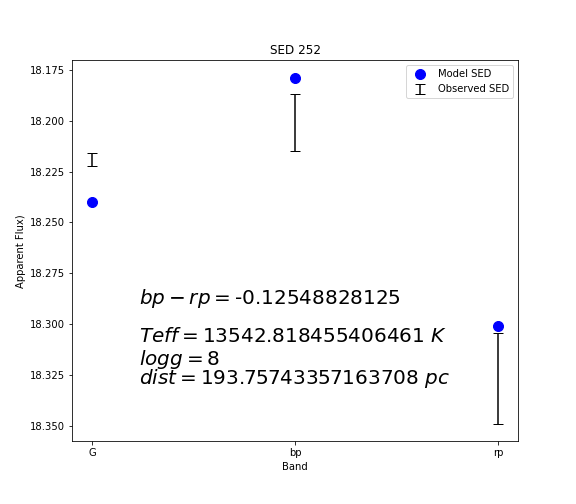 SED 252
Model SED
Observed SED
18.175
18.200
18.225
18.250
18.275
18.300
18.325
18.350
Apparent Flux)
bp − rp = -0.12548828125
Teff = 13542.818455406461 K
logg = 8
dist = 193.75743357163708 pc
G bp rp
Band